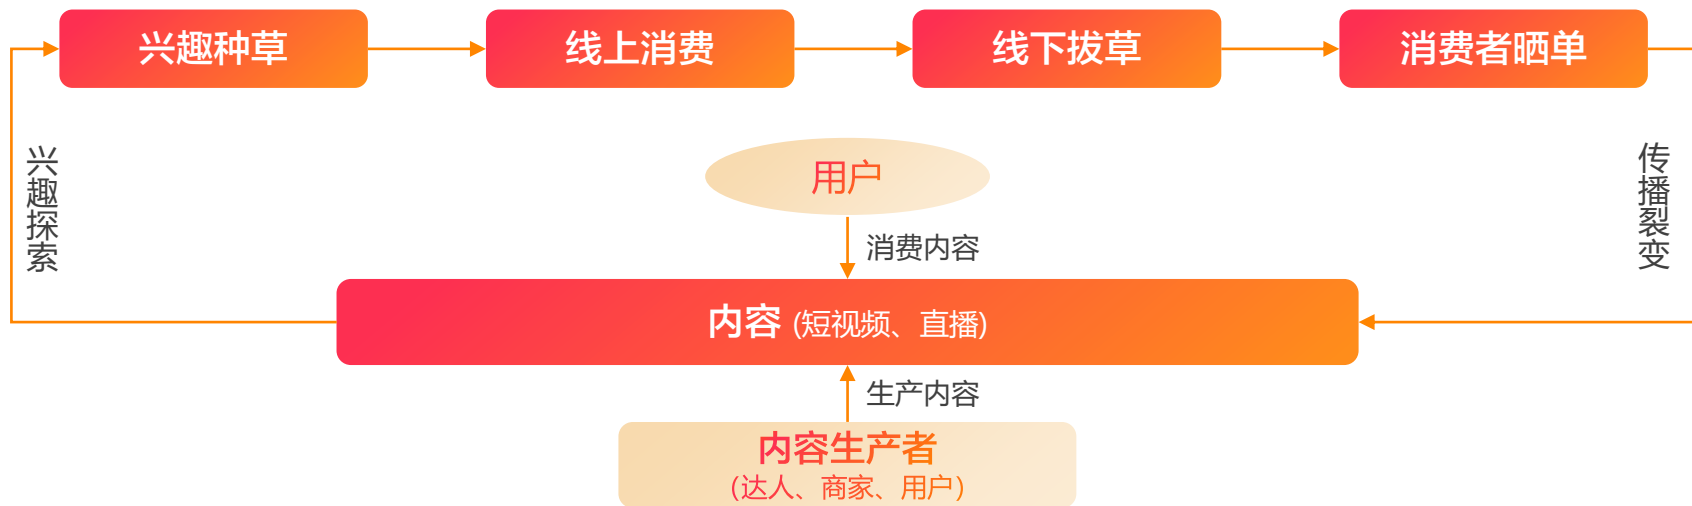 兴趣种草
线上消费
线下拔草
消费者晒单
兴趣探索
用户
传播裂变
消费内容
内容 (短视频、直播)
生产内容
内容生产者
(达人、商家、用户)